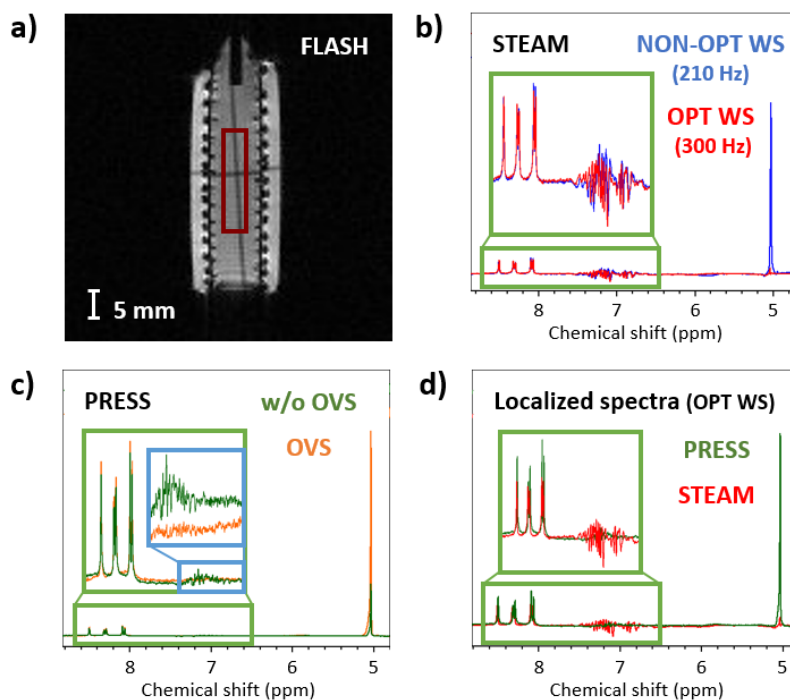 a)
FLASH
5 mm
b)
STEAM
NON-OPT WS
(210 Hz)
OPT WS
(300 Hz)
8
7
6
5
Chemical shift (ppm)
c)
PRESS
w/o OVS
OVS
8
7
6
5
Chemical shift (ppm)
d)
Localized spectra (OPT WS)
PRESS
STEAM
8
7
6
5
Chemical shift (ppm)